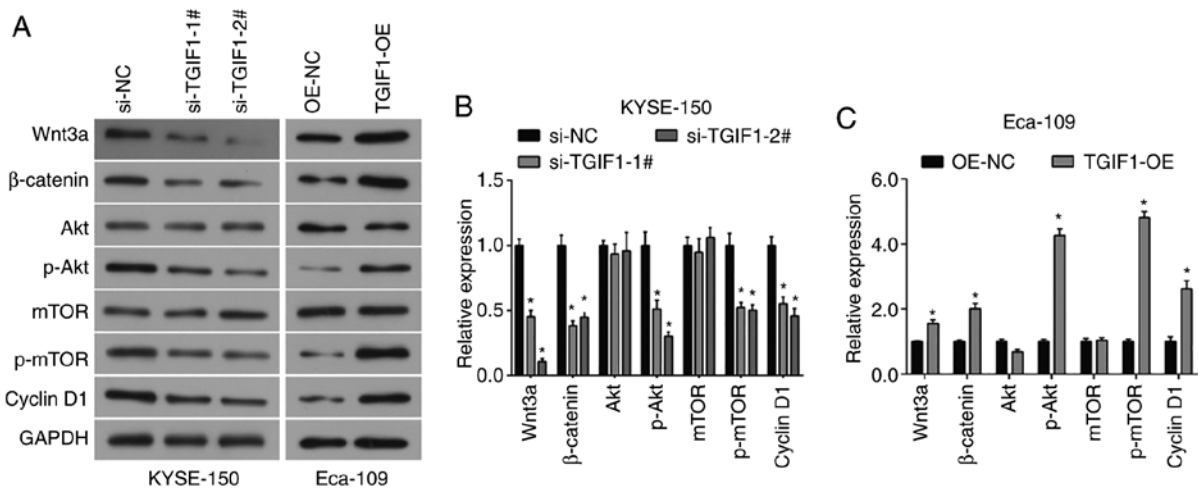 A
si-NC
si-TGIF1-1#
si-TGIF1-2#
OE-NC
TGIF1-OE
Wnt3a
β-catenin
Akt
p-Akt
mTOR
p-mTOR
Cyclin D1
GAPDH
KYSE-150
Eca-109
B
KYSE-150
si-NC
si-TGIF1-2#
si-TGIF1-1#
Relative expression
1.5
1.0
0.5
0.0
* * * * * * * * * *
Wnt3a
β-catenin
Akt
p-Akt
mTOR
p-mTOR
Cyclin D1
C
Eca-109
OE-NC
TGIF1-OE
Relative expression
6.0
4.0
2.0
0.0
* * * * *
Wnt3a
β-catenin
Akt
p-Akt
mTOR
p-mTOR
Cyclin D1